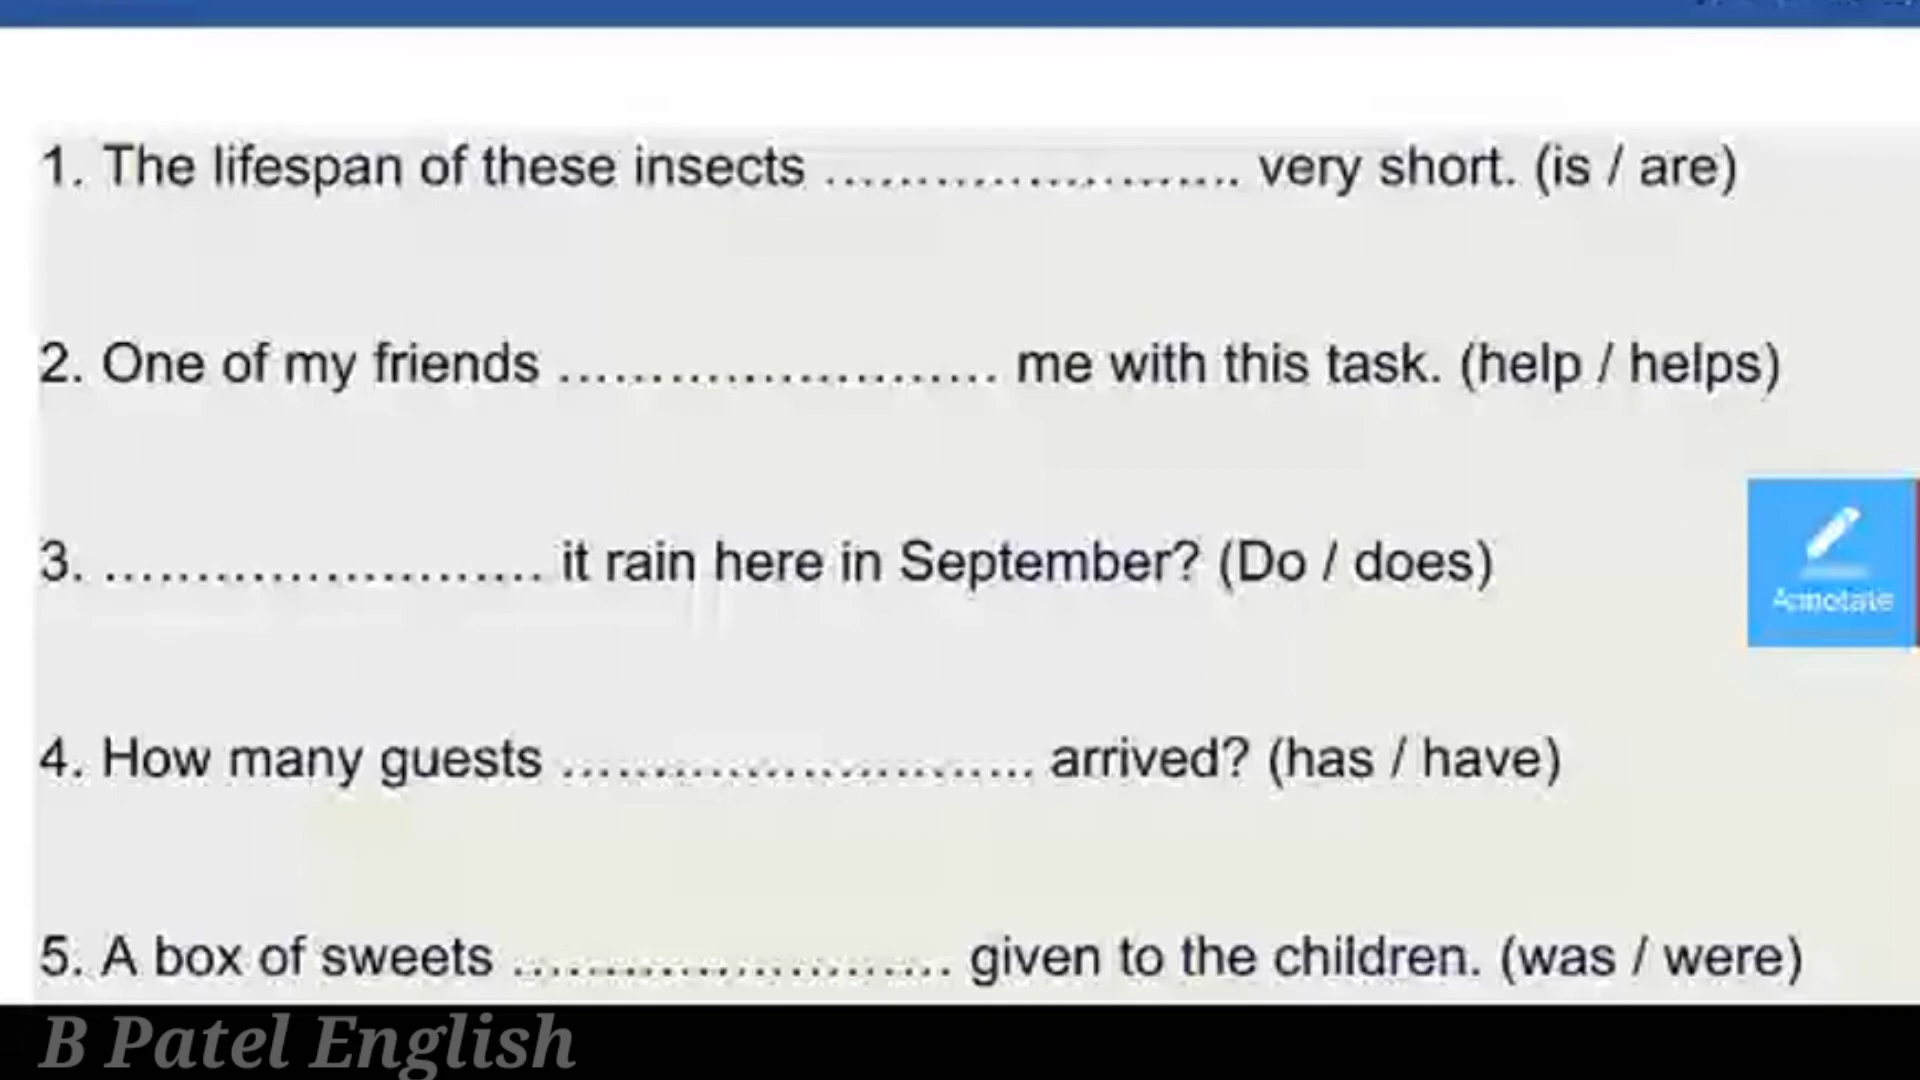 1. The lifespan of these insects ........................... very short. (is / are)
2. One of my friends ............................. me with this task. (help / helps)
3. ............................. it rain here in September? (Do / does)
Annotate
4. How many guests ............................... arrived? (has / have)
5. A box of sweets ............................. given to the children. (was / were)
B Patel English